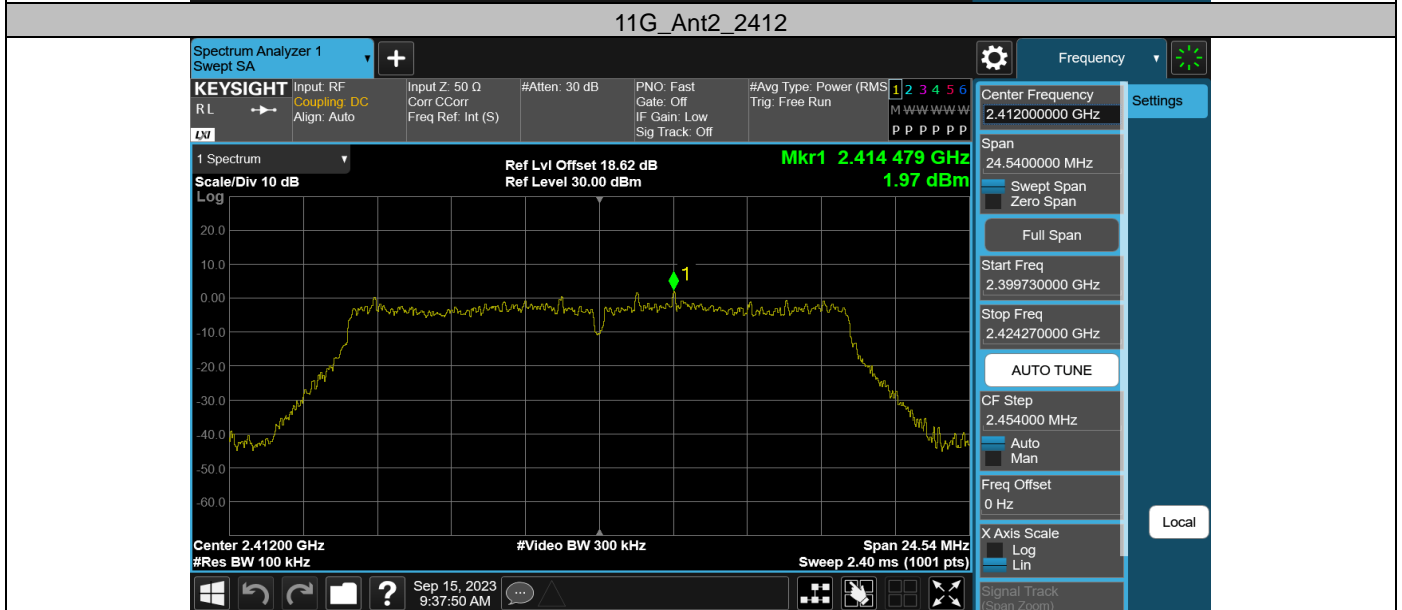 11G_Ant2_2412
Spectrum Analyzer 1
Swept SA
+
Frequency
KEYSIGHT
RL
LXI
Input: RF
Coupling: DC
Align: Auto
Input Z: 50 Ω
Corr CCorr
Freq Ref: Int (S)
#Atten: 30 dB
PNO: Fast
Gate: Off
IF Gain: Low
Sig Track: Off
#Avg Type: Power (RMS
Trig: Free Run
1 2 3 4 5 6
M W W W W W
P P P P P P
1 Spectrum
Scale/Div 10 dB
Ref Lvl Offset 18.62 dB
Ref Level 30.00 dBm
Mkr1 2.414 479 GHz
1.97 dBm
Log
20.0
10.0
0.00
-10.0
-20.0
-30.0
-40.0
-50.0
-60.0
1
Center 2.41200 GHz
#Res BW 100 kHz
#Video BW 300 kHz
Span 24.54 MHz
Sweep 2.40 ms (1001 pts)
Center Frequency
2.412000000 GHz
Settings
Span
24.5400000 MHz
Swept Span
Zero Span
Full Span
Start Freq
2.399730000 GHz
Stop Freq
2.424270000 GHz
AUTO TUNE
CF Step
2.454000 MHz
Auto
Man
Freq Offset
0 Hz
X Axis Scale
Log
Lin
Local
Signal Track
(Span Zoom)
?
Sep 15, 2023
9:37:50 AM